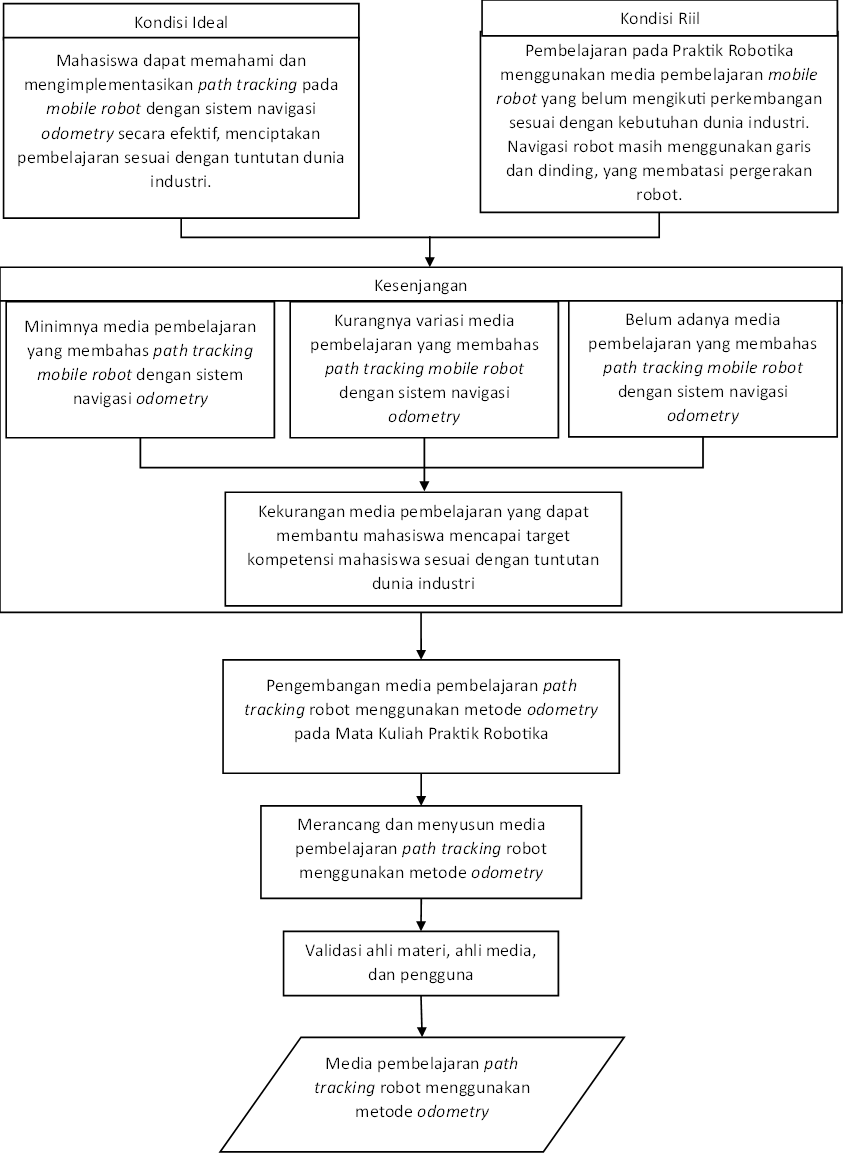 Kondisi Ideal
Mahasiswa dapat memahami dan
mengimplementasikan path tracking pada
mobile robot dengan sistem navigasi
odometry secara efektif, menciptakan
pembelajaran sesuai dengan tuntutan dunia
industri.
Kondisi Riil
Pembelajaran pada Praktik Robotika
menggunakan media pembelajaran mobile
robot yang belum mengikuti perkembangan
sesuai dengan kebutuhan dunia industri.
Navigasi robot masih menggunakan garis
dan dinding, yang membatasi pergerakan
robot.
Kesenjangan
Minimnya media pembelajaran
yang membahas path tracking
mobile robot dengan sistem
navigasi odometry
Kurangnya variasi media
pembelajaran yang membahas
path tracking mobile robot
dengan sistem navigasi
odometry
Belum adanya media
pembelajaran yang membahas
path tracking mobile robot
dengan sistem navigasi
odometry
Kekurangan media pembelajaran yang dapat
membantu mahasiswa mencapai target
kompetensi mahasiswa sesuai dengan tuntutan
dunia industri
Pengembangan media pembelajaran path
tracking robot menggunakan metode odometry
pada Mata Kuliah Praktik Robotika
Merancang dan menyusun media
pembelajaran path tracking robot
menggunakan metode odometry
Validasi ahli materi, ahli media,
dan pengguna
Media pembelajaran path
tracking robot menggunakan
metode odometry